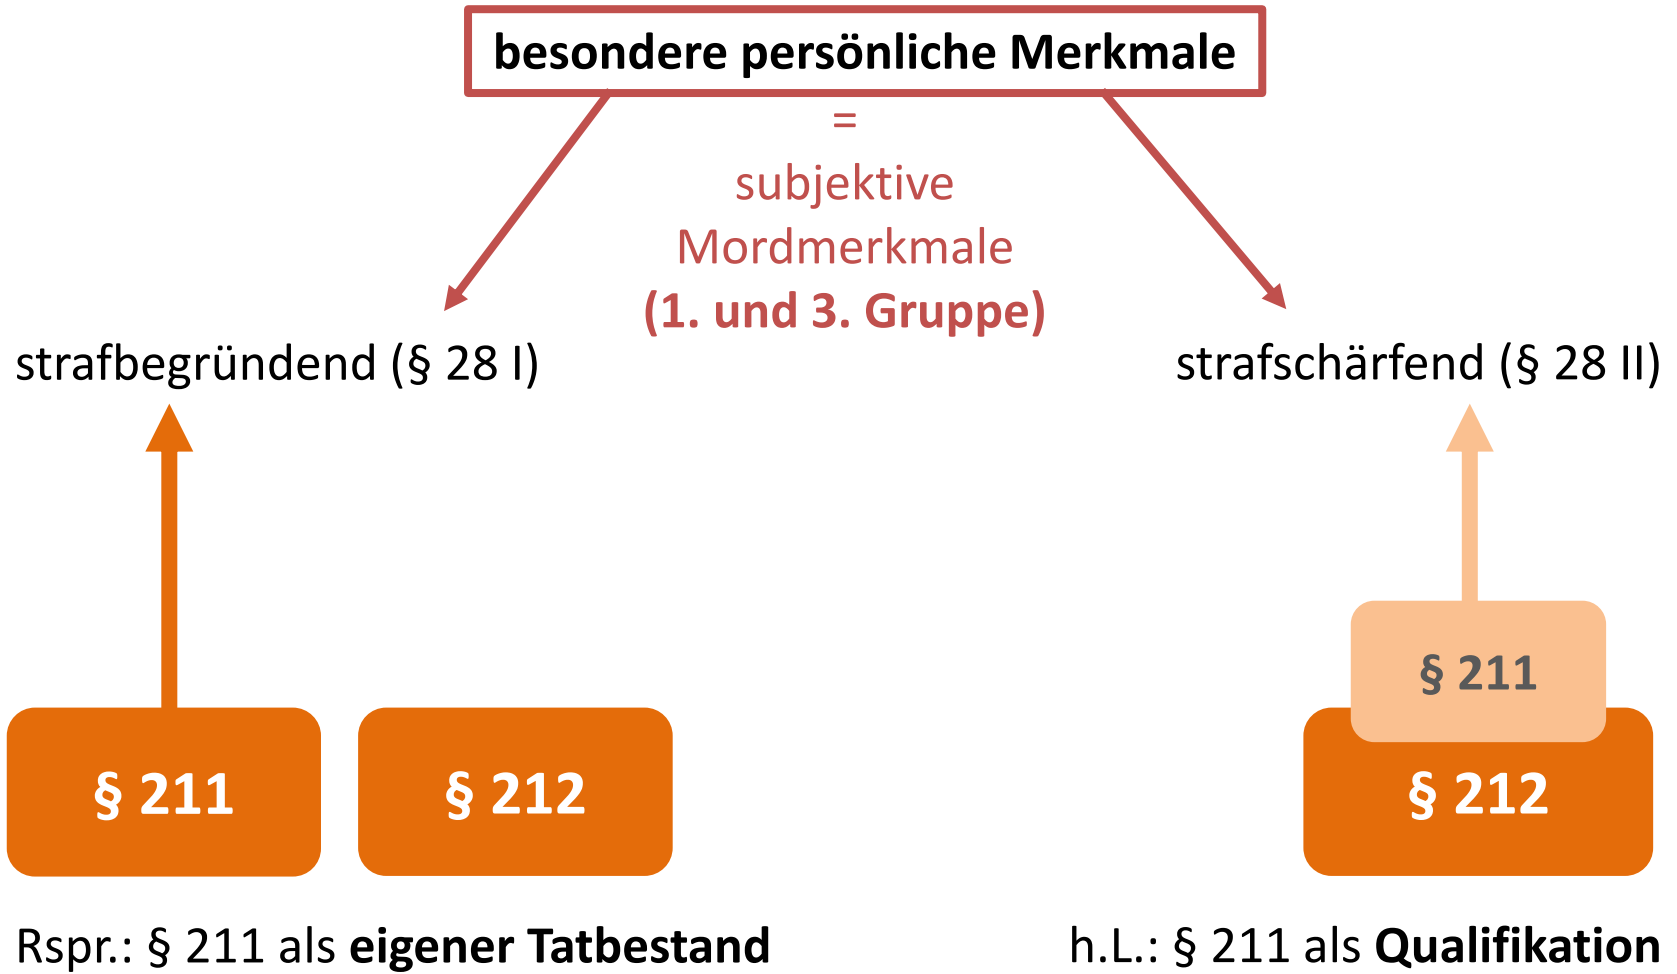 besondere persönliche Merkmale
=
subjektive
Mordmerkmale
(1. und 3. Gruppe)
strafbegründend (§ 28 I)
strafschärfend (§ 28 II)
§ 211
§ 211
§ 212
§ 212
Rspr.: § 211 als eigener Tatbestand
h.L.: § 211 als Qualifikation